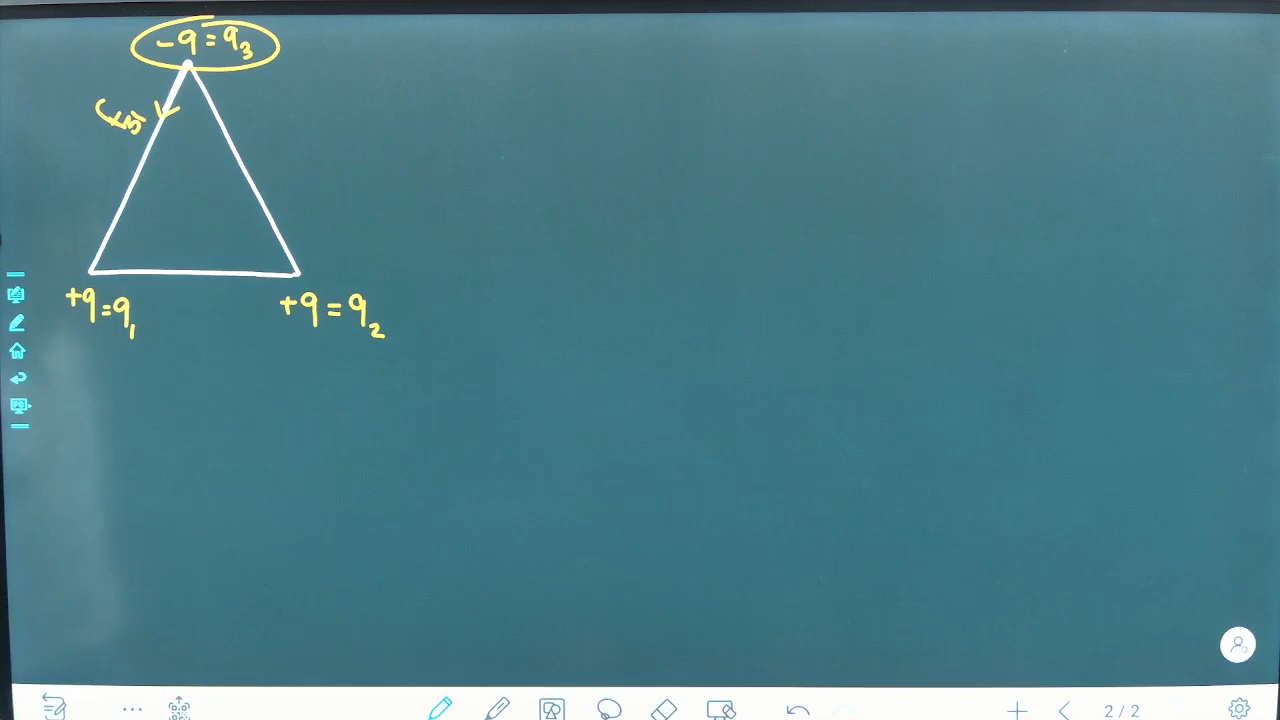 -q = q₃
+q = q₁
+q = q₂
2/2